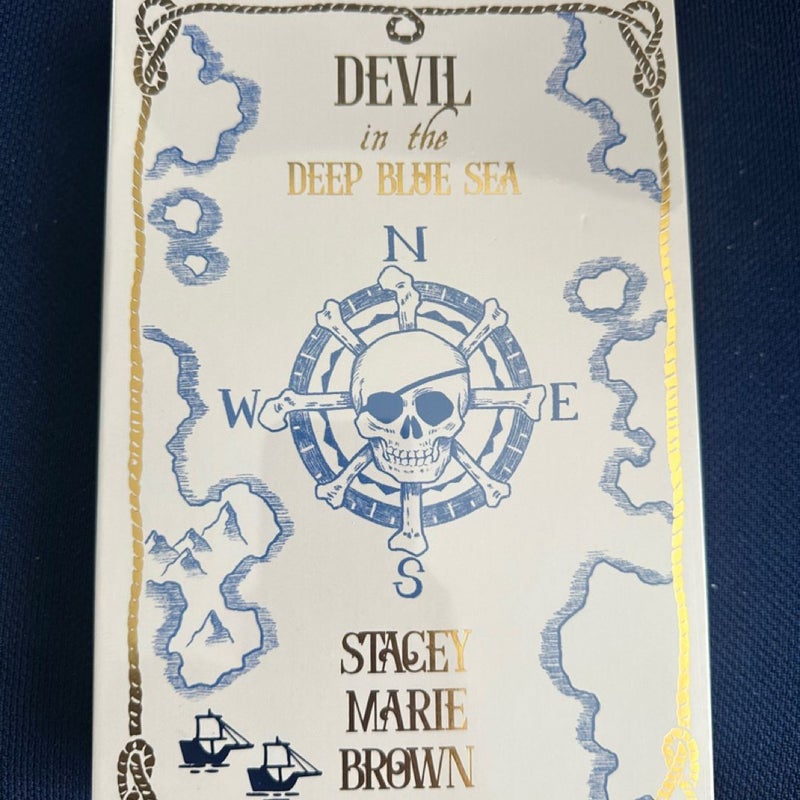 DEVIL
in the
DEEP BLUE SEA
N
W E
S
STACEY
MARIE
BROWN